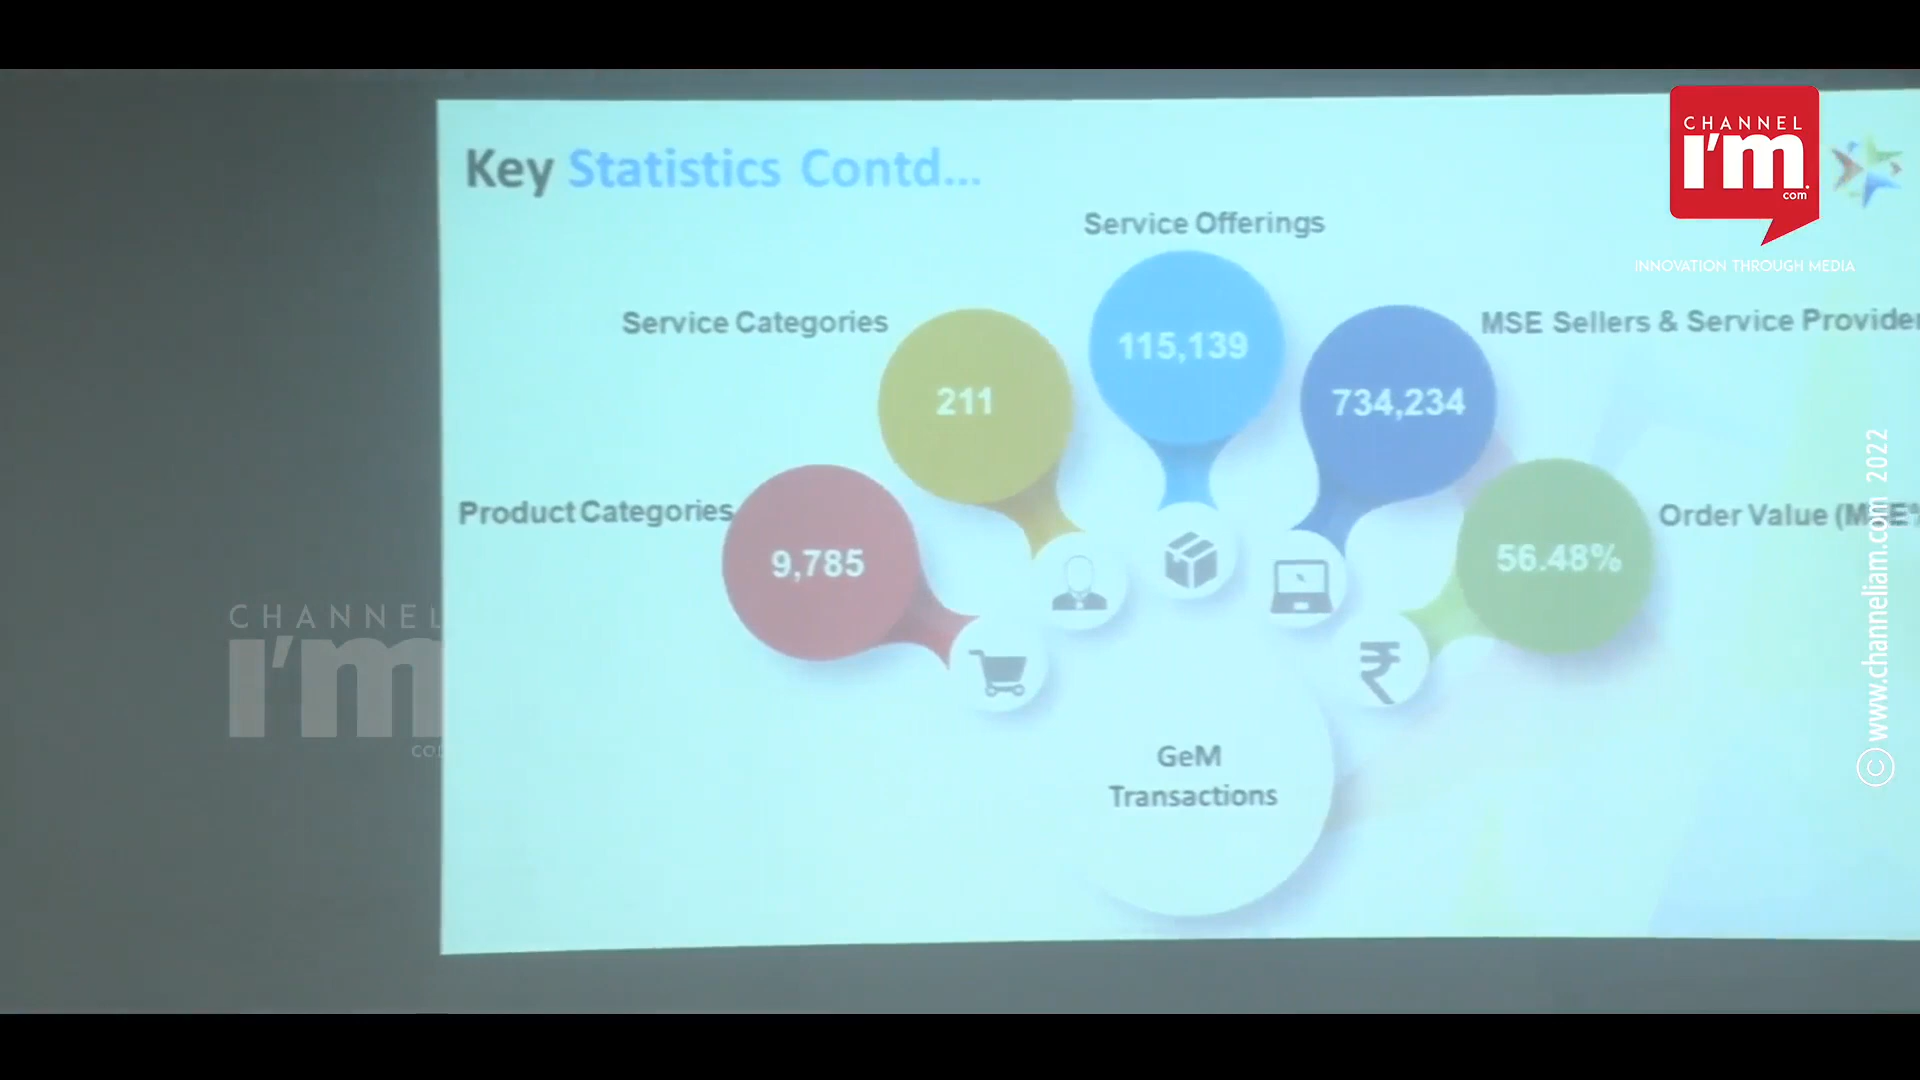 Key Statistics Contd...
CHANNEL
i'm
com
INNOVATION THROUGH MEDIA
Service Offerings
115,139
Service Categories
211
MSE Sellers & Service Provider
734,234
Product Categories
9,785
Order Value
56.48%
GeM
Transactions
CHANNEL
i'm
© www.channeliam.com 2022